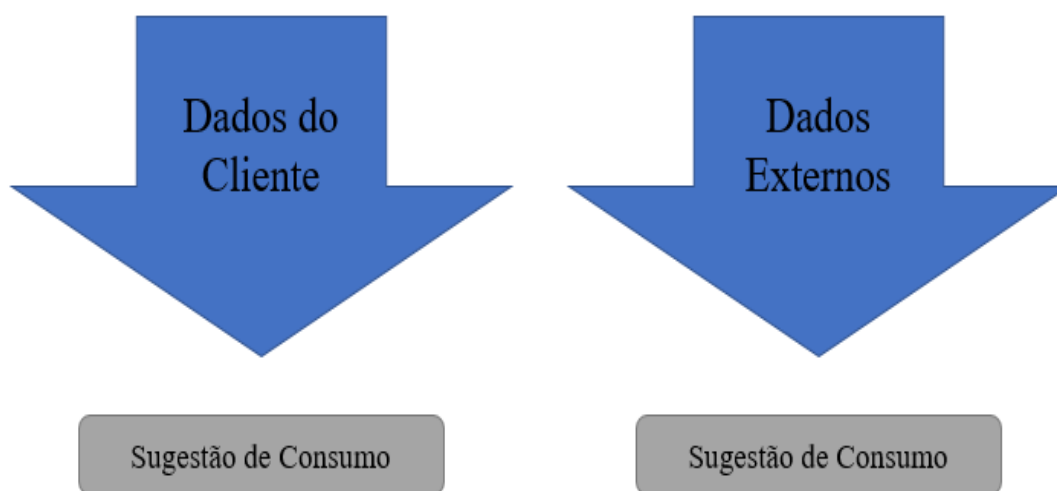 Dados do
Cliente
Dados
Externos
Sugestão de Consumo
Sugestão de Consumo